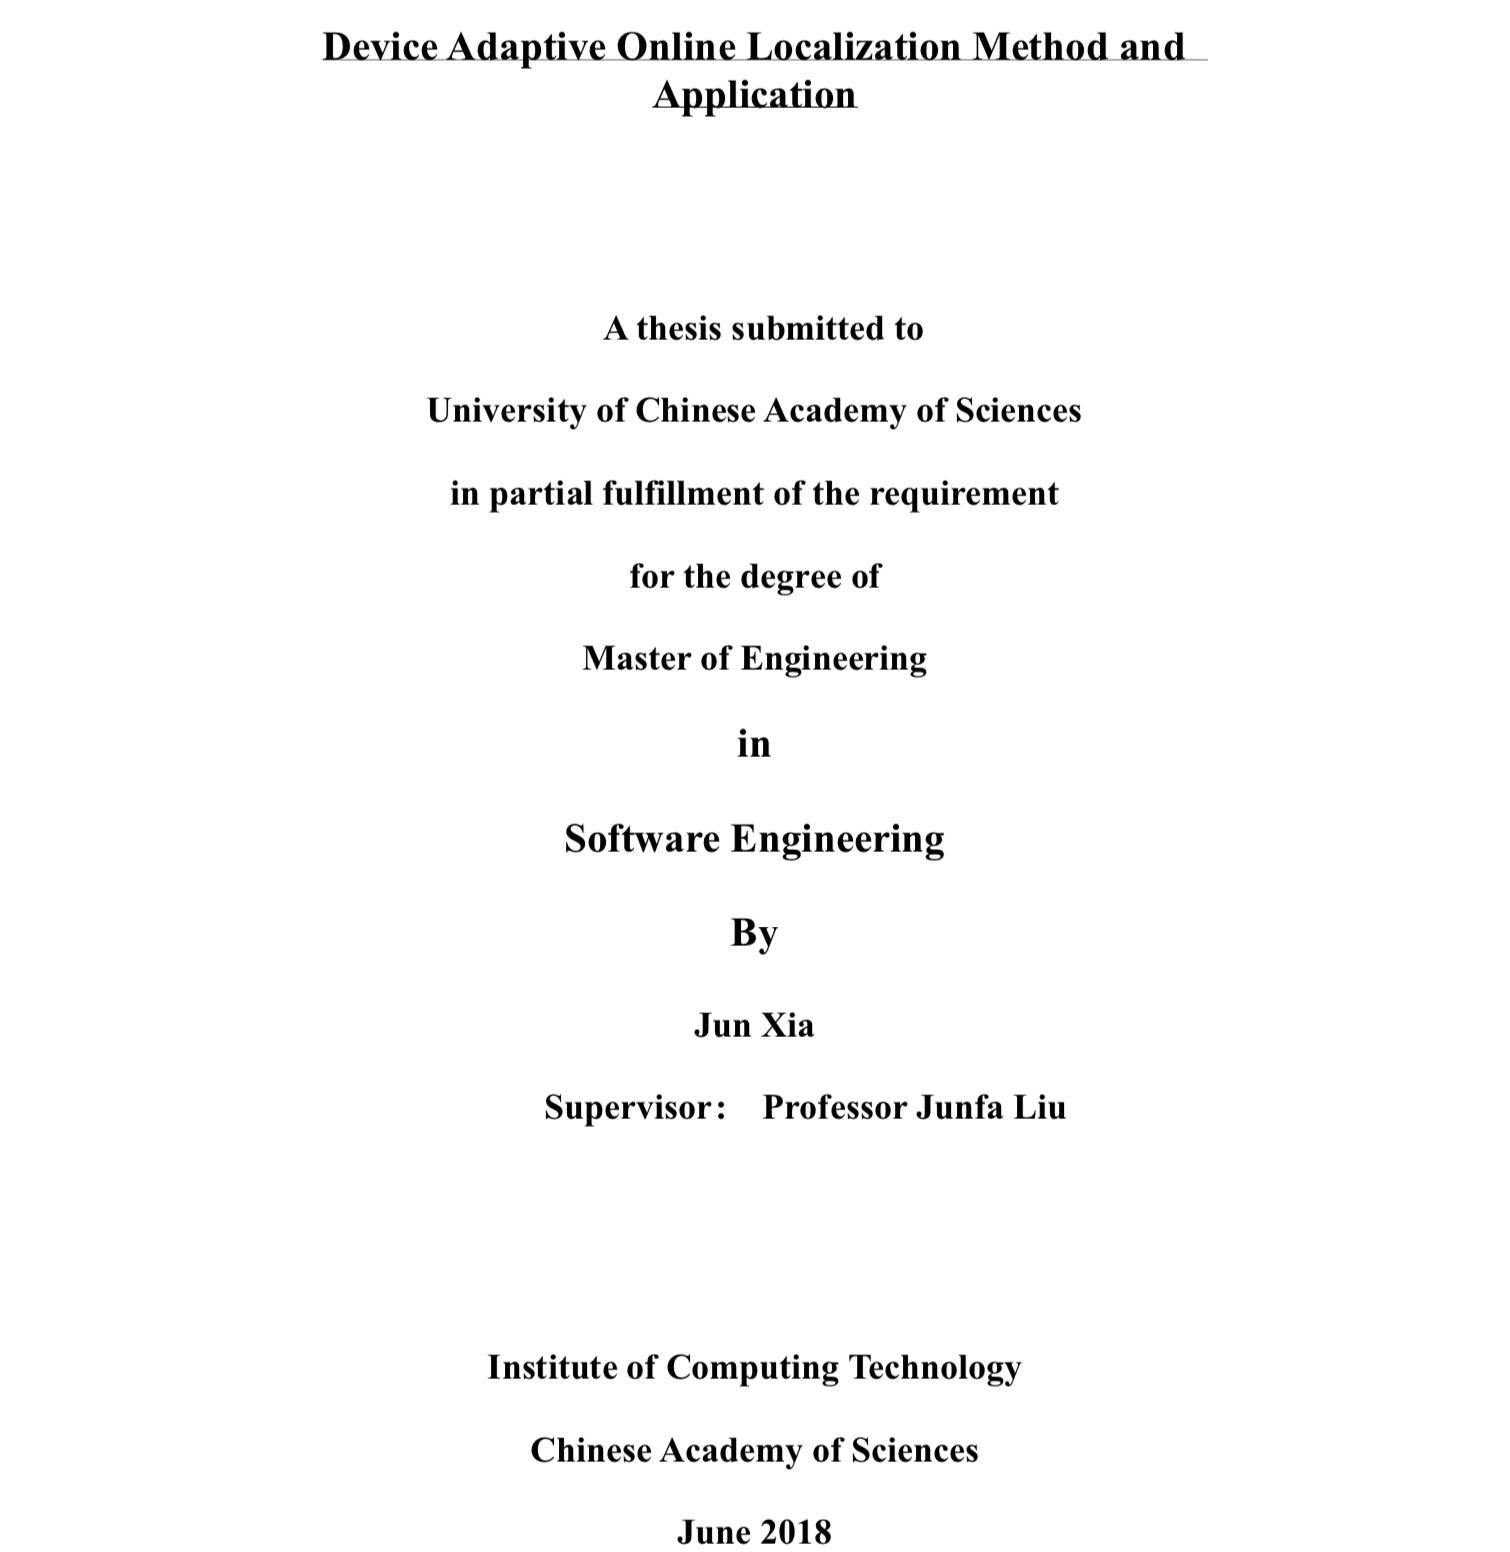 Device Adaptive Online Localization Method and
Application
A thesis submitted to
University of Chinese Academy of Sciences
in partial fulfillment of the requirement
for the degree of
Master of Engineering
in
Software Engineering
By
Jun Xia
Supervisor： Professor Junfa Liu
Institute of Computing Technology
Chinese Academy of Sciences
June 2018